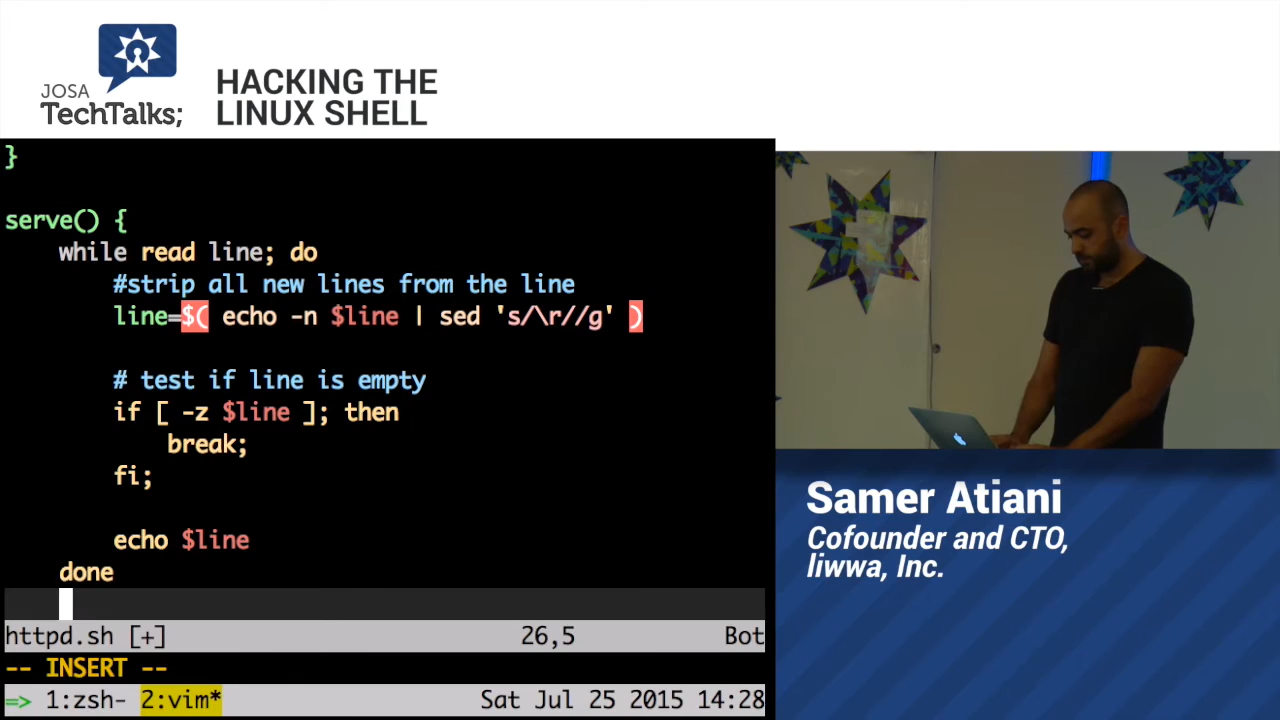 JOSA
TechTalks;
HACKING THE
LINUX SHELL
}
serve() {
while read line; do
#strip all new lines from the line
line=$( echo -n $line | sed 's/\r//g' )
# test if line is empty
if [ -z $line ]; then
break;
fi;
echo $line
done
httpd.sh [+] 26,5 Bot
-- INSERT --
=> 1:zsh- 2:vim* Sat Jul 25 2015 14:28
Samer Atiani
Cofounder and CTO,
liwwa, Inc.